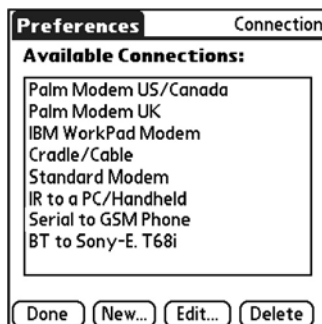 Preferences Connection
Available Connections:
Palm Modem US/Canada
Palm Modem UK
IBM WorkPad Modem
Cradle/Cable
Standard Modem
IR to a PC/Handheld
Serial to GSM Phone
BT to Sony-E. T68i
Done New... Edit... Delete